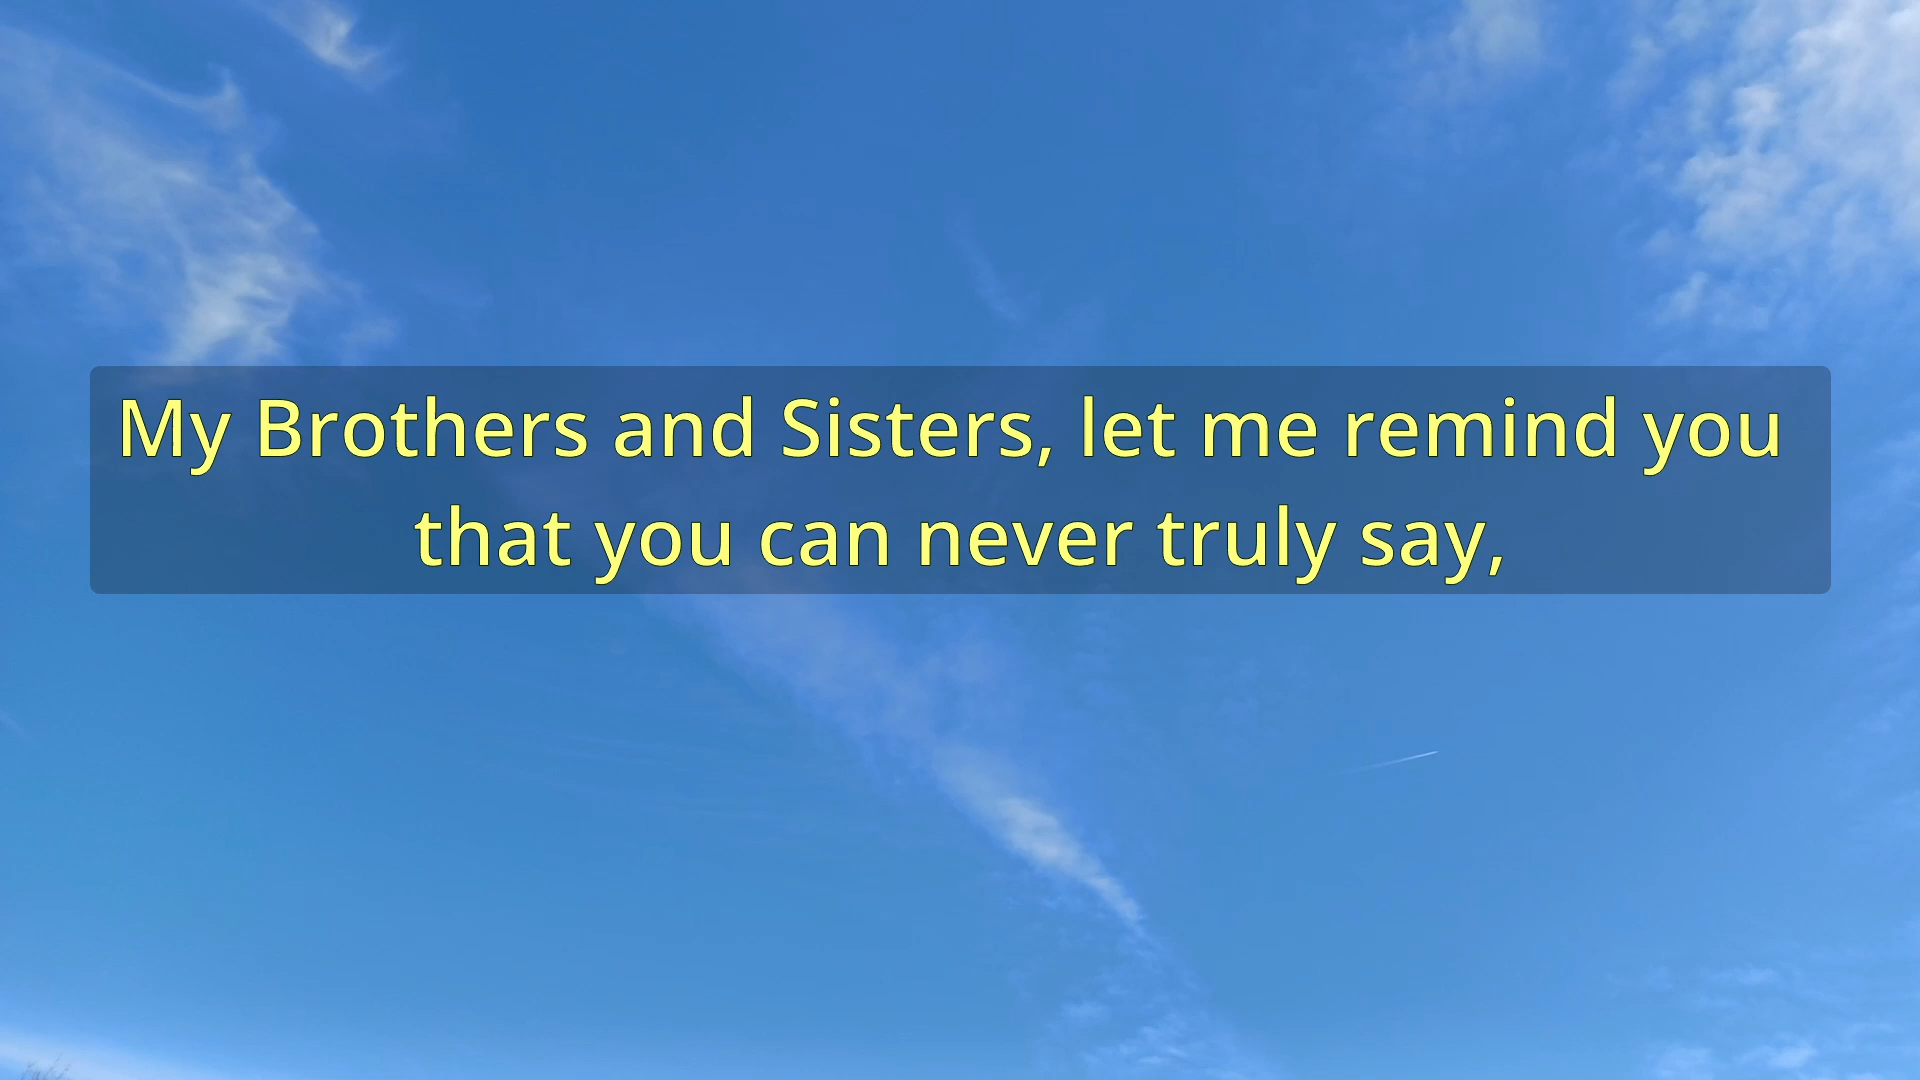 My Brothers and Sisters, let me remind you
that you can never truly say,